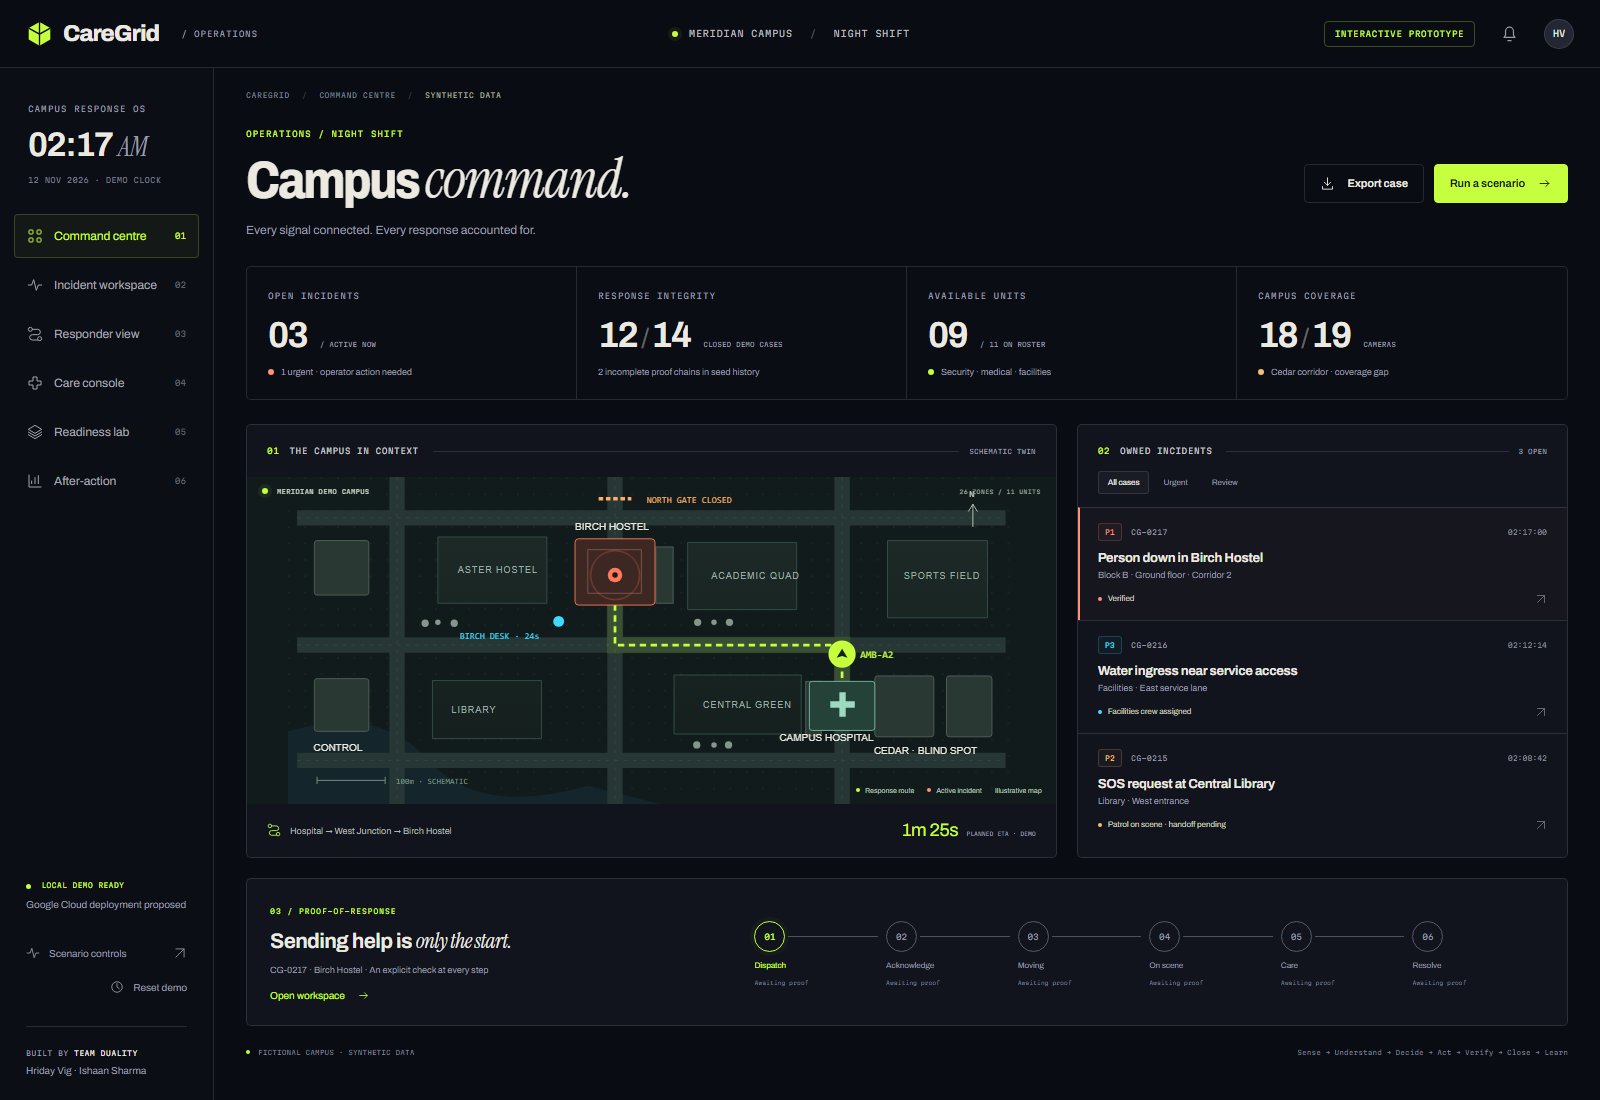 CareGrid
/ OPERATIONS
MERIDIAN CAMPUS / NIGHT SHIFT
INTERACTIVE PROTOTYPE
HV
CAMPUS RESPONSE OS
02:17 AM
12 NOV 2026 · DEMO CLOCK
Command centre 01
Incident workspace 02
Responder view 03
Care console 04
Readiness lab 05
After-action 06
LOCAL DEMO READY
Google Cloud deployment proposed
Scenario controls
Reset demo
BUILT BY TEAM DUALITY
Hriday Vig · Ishaan Sharma
CAREGRID / COMMAND CENTRE / SYNTHETIC DATA
OPERATIONS / NIGHT SHIFT
Campus command.
Every signal connected. Every response accounted for.
Export case
Run a scenario
OPEN INCIDENTS
03 / ACTIVE NOW
1 urgent · operator action needed
RESPONSE INTEGRITY
12/14 CLOSED DEMO CASES
2 incomplete proof chains in seed history
AVAILABLE UNITS
09 / 11 ON ROSTER
Security · medical · facilities
CAMPUS COVERAGE
18/19 CAMERAS
Cedar corridor · coverage gap
01 THE CAMPUS IN CONTEXT
SCHEMATIC TWIN
MERIDIAN DEMO CAMPUS
NORTH GATE CLOSED
26 ZONES / 11 UNITS
N
BIRCH HOSTEL
ASTER HOSTEL
ACADEMIC QUAD
SPORTS FIELD
BIRCH DESK · 24s
AMB-A2
LIBRARY
CENTRAL GREEN
CAMPUS HOSPITAL
CONTROL
CEDAR · BLIND SPOT
100m · SCHEMATIC
Response route
Active incident
Illustrative map
Hospital → West Junction → Birch Hostel
1m 25s PLANNED ETA · DEMO
02 OWNED INCIDENTS
3 OPEN
All cases
Urgent
Review
P1 CG-0217 02:17:00
Person down in Birch Hostel
Block B · Ground floor · Corridor 2
Verified
P3 CG-0216 02:12:14
Water ingress near service access
Facilities · East service lane
Facilities crew assigned
P2 CG-0215 02:08:42
SOS request at Central Library
Library · West entrance
Patrol on scene · handoff pending
03 / PROOF-OF-RESPONSE
Sending help is only the start.
CG-0217 · Birch Hostel · An explicit check at every step
Open workspace
01
Dispatch
Awaiting proof
02
Acknowledge
Awaiting proof
03
Moving
Awaiting proof
04
On scene
Awaiting proof
05
Care
Awaiting proof
06
Resolve
Awaiting proof
FICTIONAL CAMPUS · SYNTHETIC DATA
Sense → Understand → Decide → Act → Verify → Close → Learn